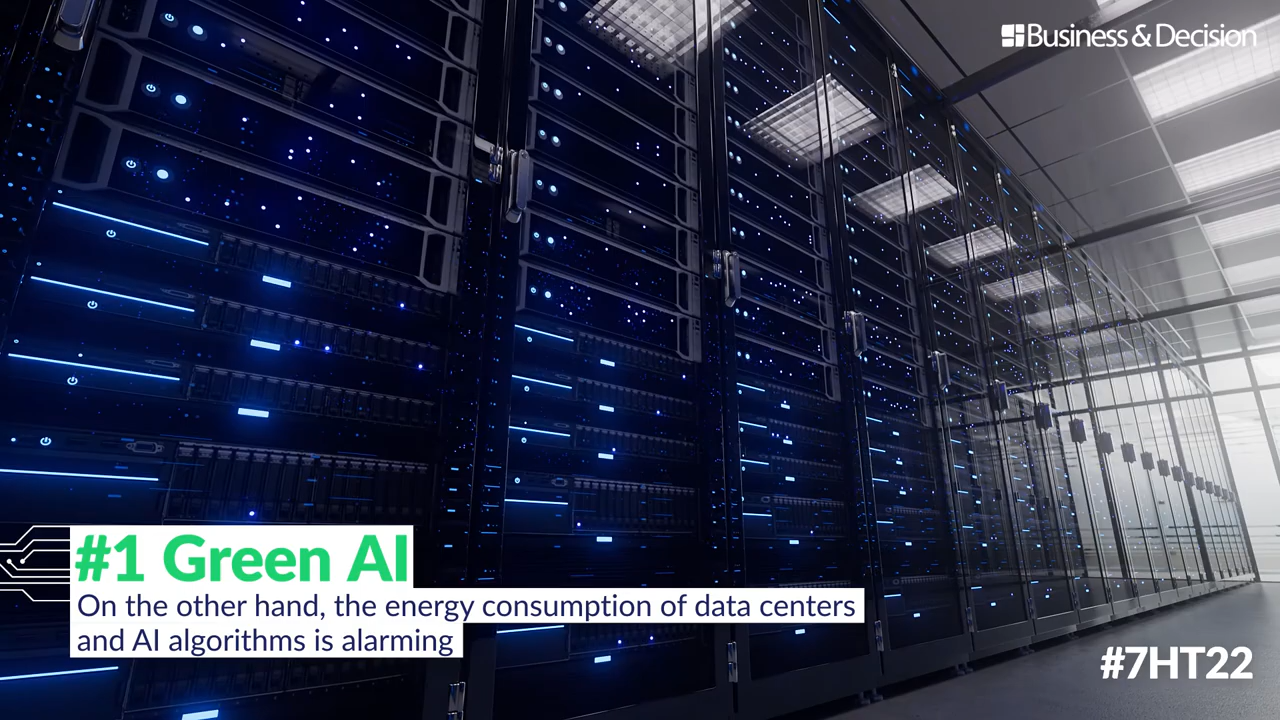 Business & Decision
#1 Green AI
On the other hand, the energy consumption of data centers
and AI algorithms is alarming
#7HT22